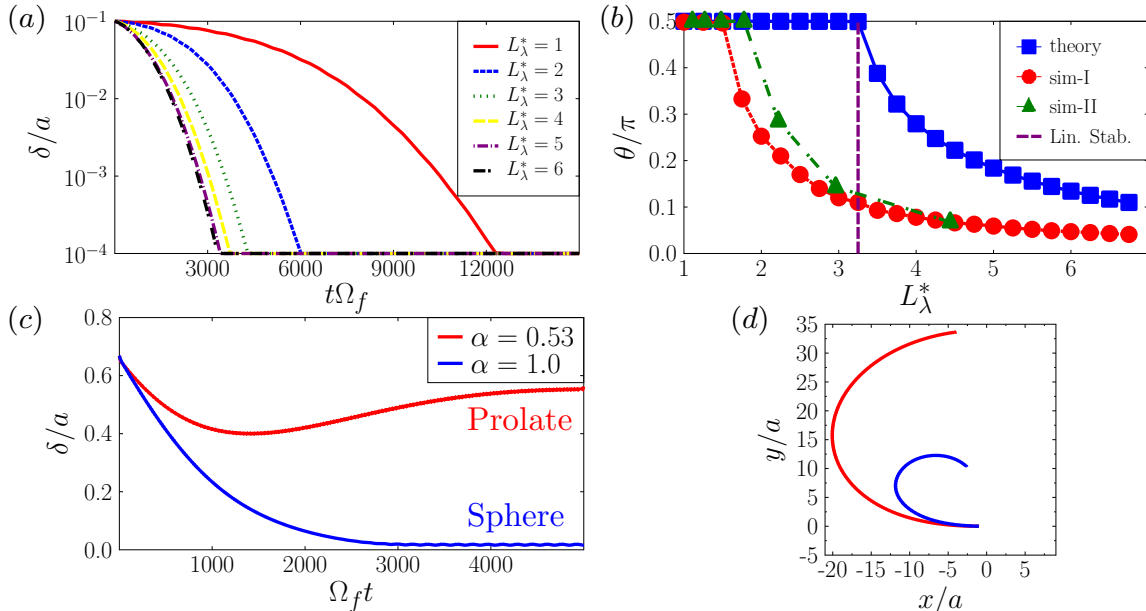 (a)
δ/a
10⁻¹
10⁻²
10⁻³
10⁻⁴
3000 6000 9000 12000
tΩ_f
L*_λ = 1
L*_λ = 2
L*_λ = 3
L*_λ = 4
L*_λ = 5
L*_λ = 6
(b)
θ/π
0.5
0.4
0.3
0.2
0.1
0.0
1 2 3 4 5 6
L*_λ
theory
sim-I
sim-II
Lin. Stab.
(c)
δ/a
0.8
0.6
0.4
0.2
0.0
1000 2000 3000 4000
Ω_f t
α = 0.53
α = 1.0
Prolate
Sphere
(d)
y/a
35
30
25
20
15
10
5
0
-5
-20 -15 -10 -5 0 5
x/a